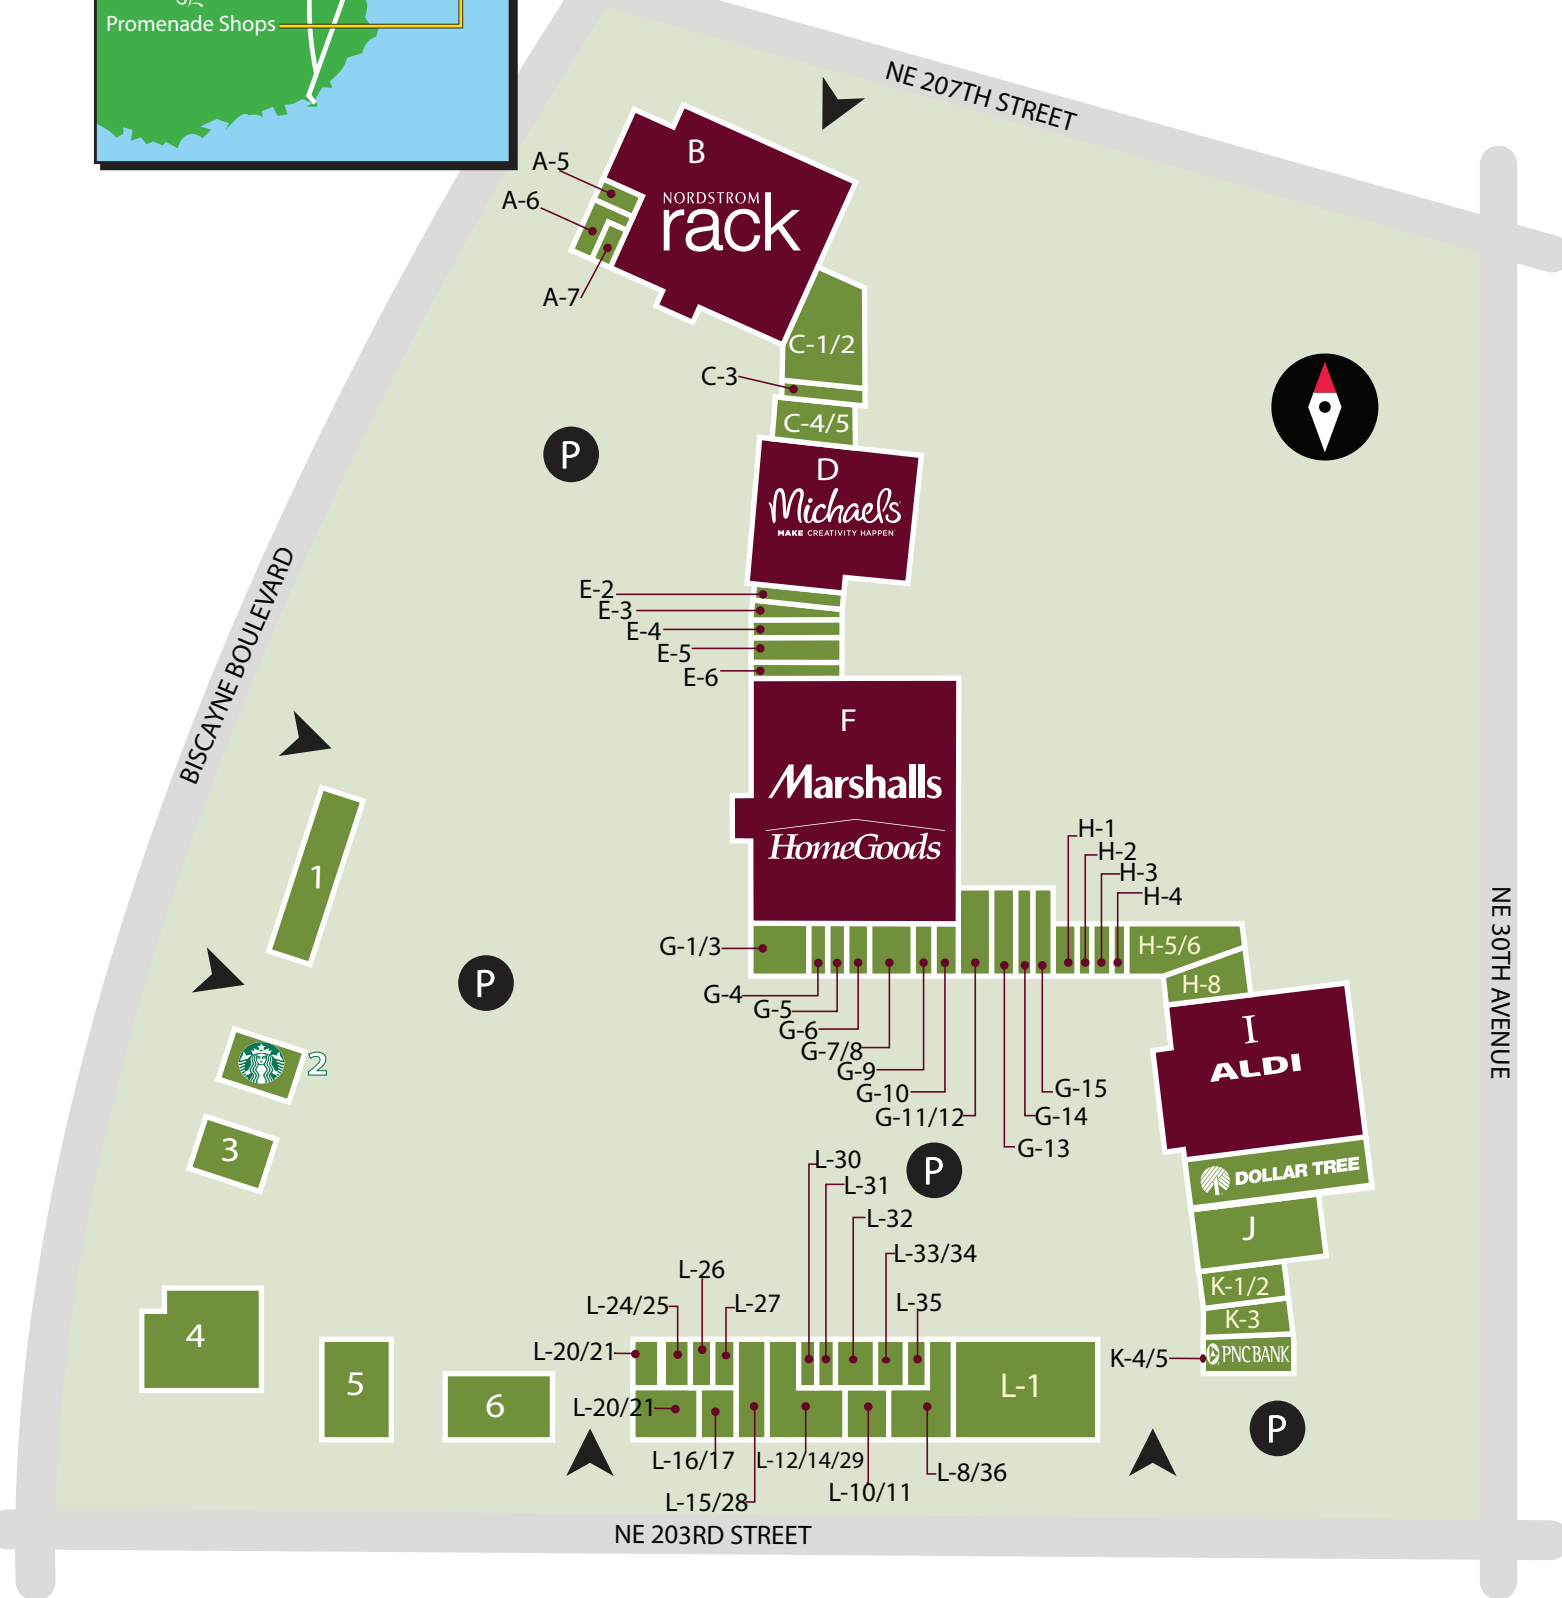 Promenade Shops
NE 207TH STREET
A-5
A-6
A-7
B
NORDSTROM
rack
C-1/2
C-3
C-4/5
P
D
Michaels
MAKE CREATIVITY HAPPEN
BISCAYNE BOULEVARD
E-2
E-3
E-4
E-5
E-6
F
Marshalls
HomeGoods
H-1
H-2
H-3
H-4
NE 30TH AVENUE
1
G-1/3
H-5/6
H-8
P
G-4
G-5
G-6
G-7/8
G-9
G-10
G-11/12
G-15
G-14
G-13
I
ALDI
2
3
P
DOLLAR TREE
L-30
L-31
L-32
L-33/34
L-35
J
L-26
L-24/25
L-27
L-20/21
K-1/2
K-3
K-4/5
PNC BANK
4
5
6
L-20/21
L-1
P
L-16/17
L-12/14/29
L-8/36
L-15/28
L-10/11
NE 203RD STREET